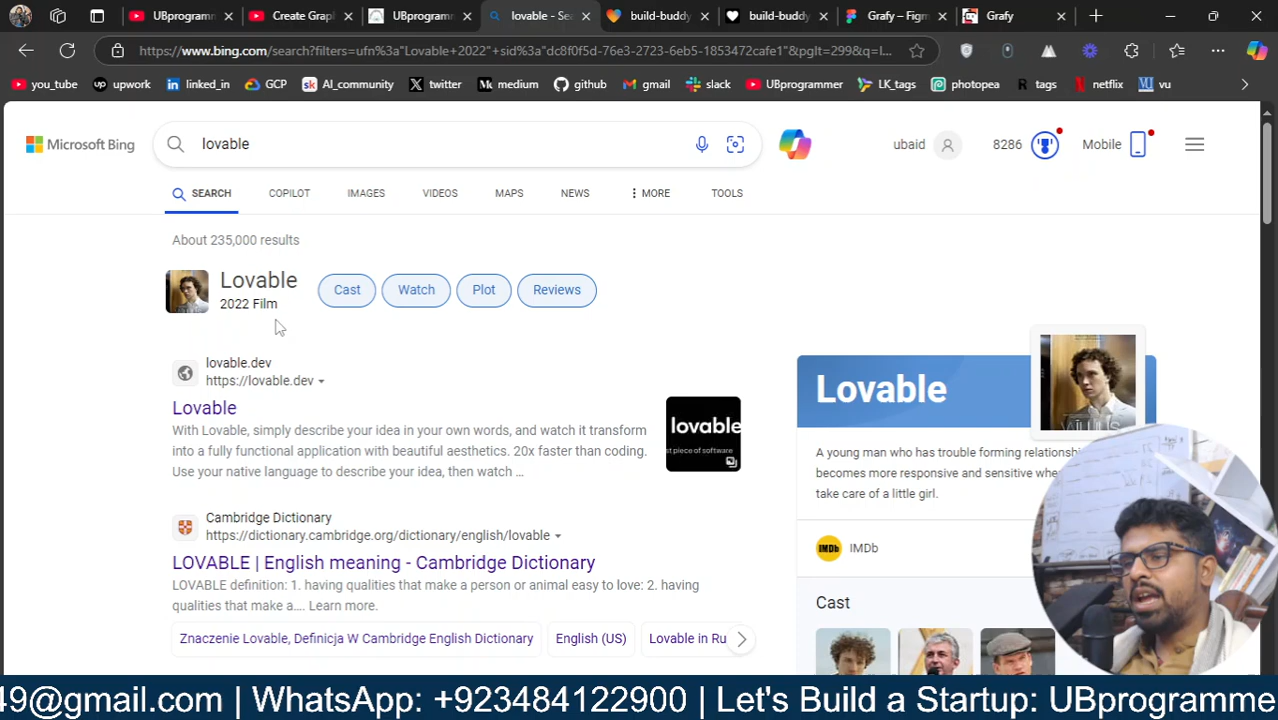 UBprogramm
Create Grap
UBprogramm
lovable - Sea
build-buddy
build-buddy
Grafy – Figm
Grafy
https://www.bing.com/search?filters=ufn%3a"Lovable+2022"+sid%3a"dc8f0f5d-76e3-2723-6eb5-1853472cafe1"&pglt=299&q=l...
you_tube
upwork
linked_in
GCP
AI_community
twitter
medium
github
gmail
slack
UBprogrammer
LK_tags
photopea
tags
netflix
vu
Microsoft Bing
lovable
ubaid
8286
Mobile
SEARCH
COPILOT
IMAGES
VIDEOS
MAPS
NEWS
MORE
TOOLS
About 235,000 results
Lovable
2022 Film
Cast
Watch
Plot
Reviews
lovable.dev
https://lovable.dev
Lovable
With Lovable, simply describe your idea in your own words, and watch it transform
into a fully functional application with beautiful aesthetics. 20x faster than coding.
Use your native language to describe your idea, then watch ...
lovable
st piece of software
Cambridge Dictionary
https://dictionary.cambridge.org/dictionary/english/lovable
LOVABLE | English meaning - Cambridge Dictionary
LOVABLE definition: 1. having qualities that make a person or animal easy to love: 2. having
qualities that make a.... Learn more.
Znaczenie Lovable, Definicja W Cambridge English Dictionary
English (US)
Lovable in Ru
Lovable
A young man who has trouble forming relationsh
becomes more responsive and sensitive whe
take care of a little girl.
IMDb
IMDb
Cast
49@gmail.com | WhatsApp: +923484122900 | Let's Build a Startup: UBprogramme